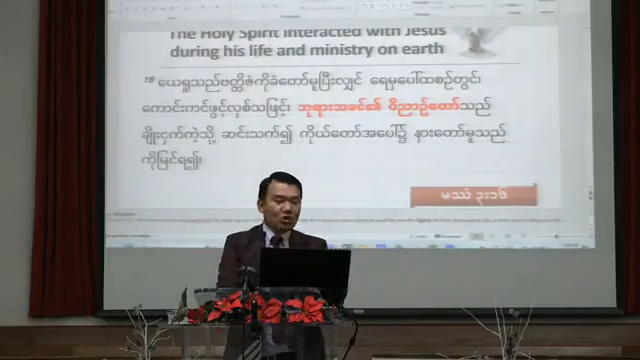 The Holy Spirit interacted with Jesus
during his life and ministry on earth
16 ယေရှုသည်ဗတ္တိဇံကိုခံတော်မူပြီးလျှင် ရေမှပေါ်ထစဉ်တွင်၊
ကောင်းကင်ဖွင့်လှစ်သဖြင့်၊ ဘုရားသခင်၏ ဝိညာဉ်တော်သည်
ချိုးငှက်ကဲ့သို့ ဆင်းသက်၍ ကိုယ်တော်အပေါ်၌ နားတော်မူသည်
ကိုမြင်ရ၍၊
မဿဲ ၃း၁၆